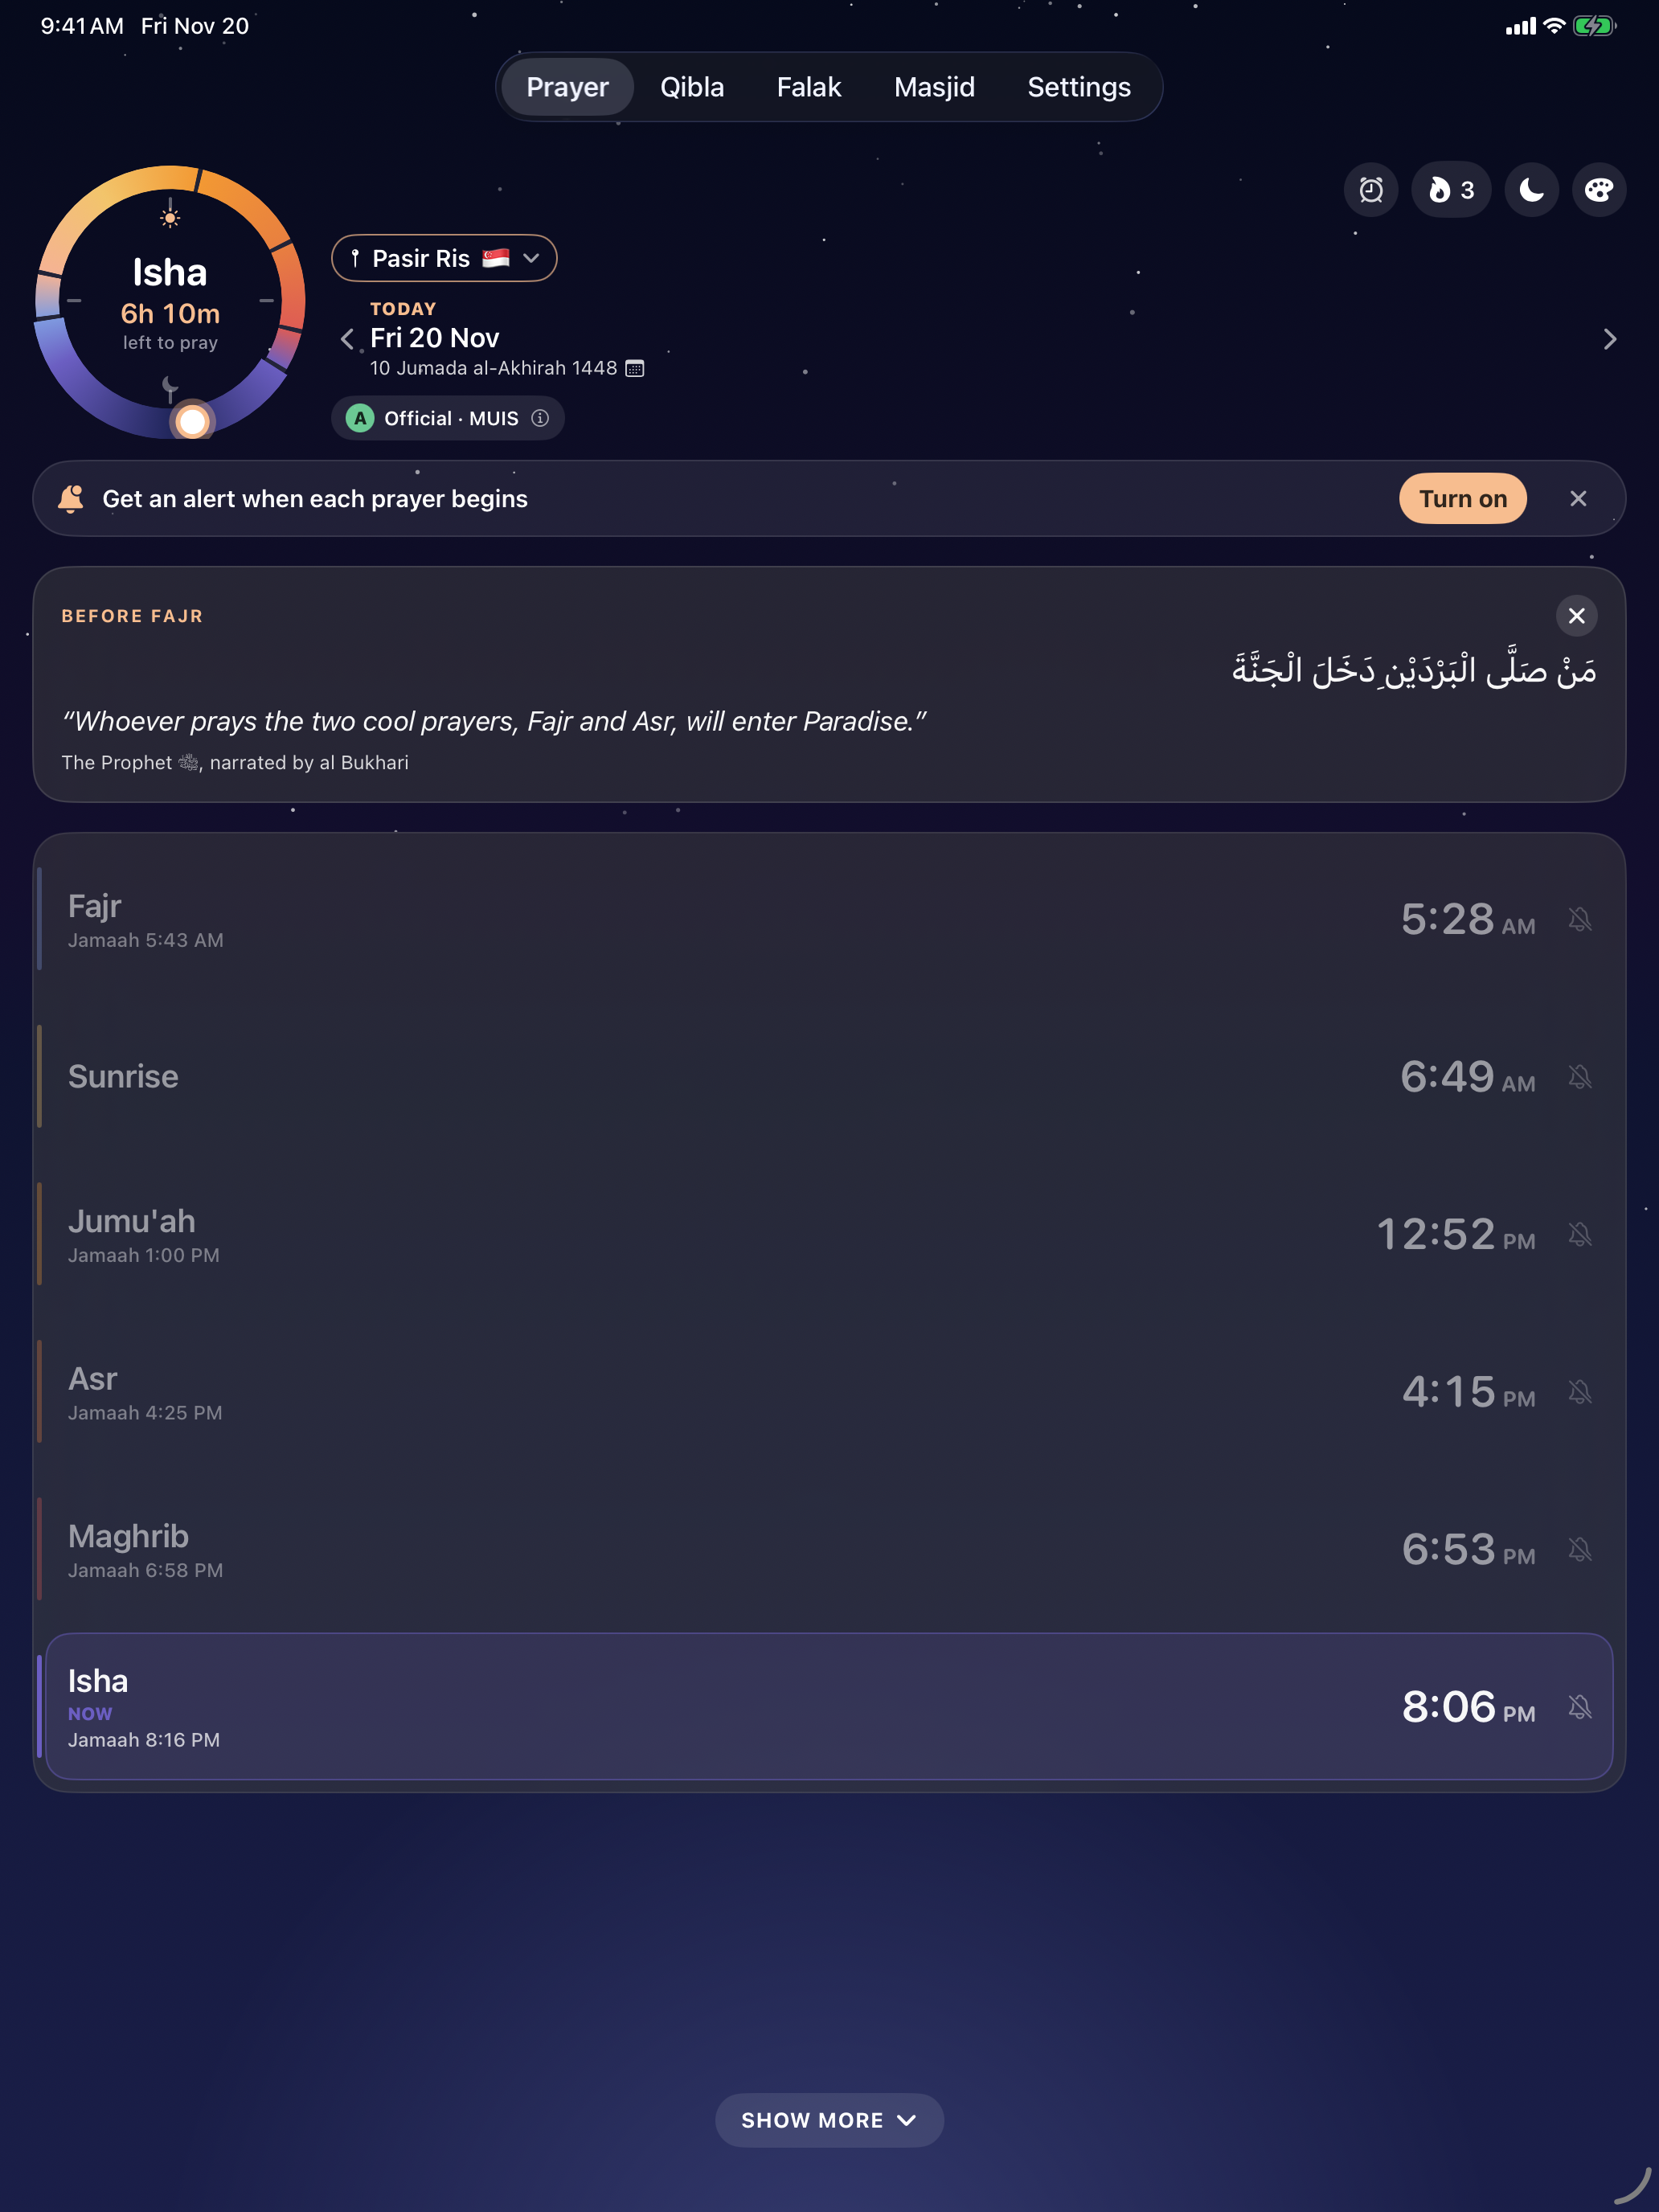 9:41 AM Fri Nov 20
Prayer Qibla Falak Masjid Settings
3
Isha
6h 10m
left to pray
Pasir Ris
TODAY
Fri 20 Nov
10 Jumada al-Akhirah 1448
A Official · MUIS
Get an alert when each prayer begins
Turn on
BEFORE FAJR
مَنْ صَلَّى الْبَرْدَيْنِ دَخَلَ الْجَنَّةَ
“Whoever prays the two cool prayers, Fajr and Asr, will enter Paradise.”
The Prophet ﷺ, narrated by al Bukhari
Fajr
Jamaah 5:43 AM
5:28 AM
Sunrise
6:49 AM
Jumu'ah
Jamaah 1:00 PM
12:52 PM
Asr
Jamaah 4:25 PM
4:15 PM
Maghrib
Jamaah 6:58 PM
6:53 PM
Isha
NOW
Jamaah 8:16 PM
8:06 PM
SHOW MORE